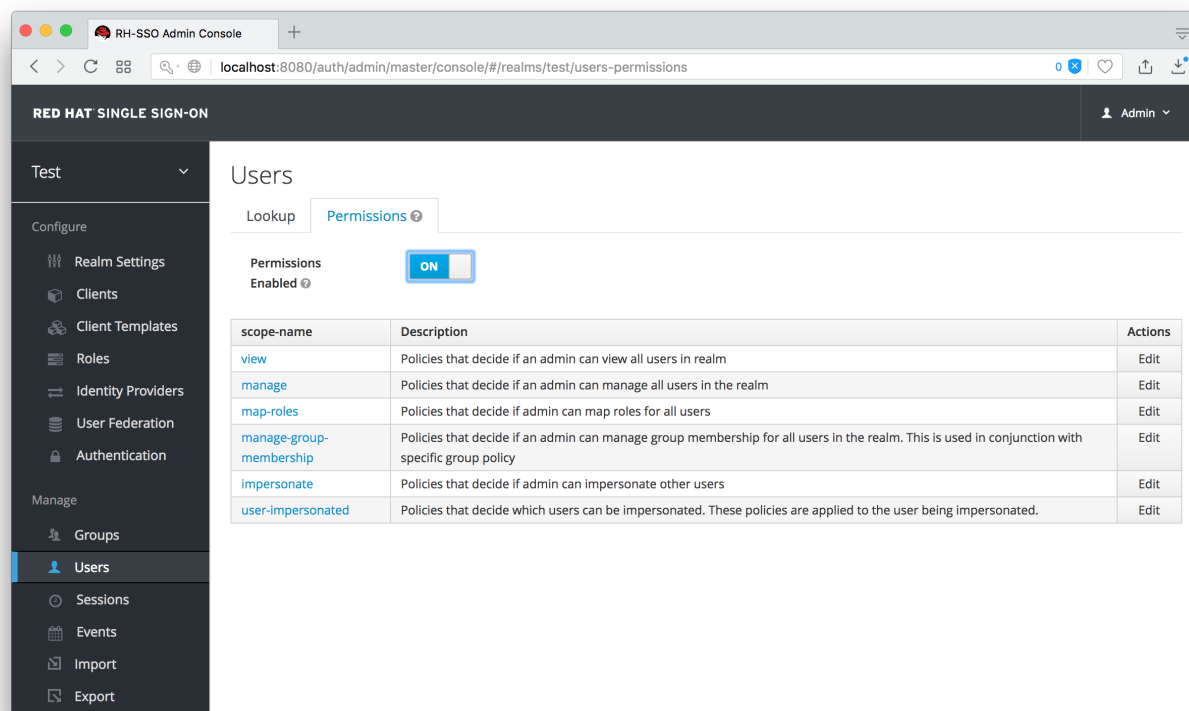 RH-SSO Admin Console
localhost:8080/auth/admin/master/console/#/realms/test/users-permissions
0
RED HAT SINGLE SIGN-ON
Admin
Test
Configure
Realm Settings
Clients
Client Templates
Roles
Identity Providers
User Federation
Authentication
Manage
Groups
Users
Sessions
Events
Import
Export
Users
Lookup
Permissions
Permissions
Enabled
ON
scope-name Description Actions
view Policies that decide if an admin can view all users in realm Edit
manage Policies that decide if an admin can manage all users in the realm Edit
map-roles Policies that decide if admin can map roles for all users Edit
manage-group- Policies that decide if an admin can manage group membership for all users in the realm. This is used in conjunction with Edit
membership specific group policy
impersonate Policies that decide if admin can impersonate other users Edit
user-impersonated Policies that decide which users can be impersonated. These policies are applied to the user being impersonated. Edit